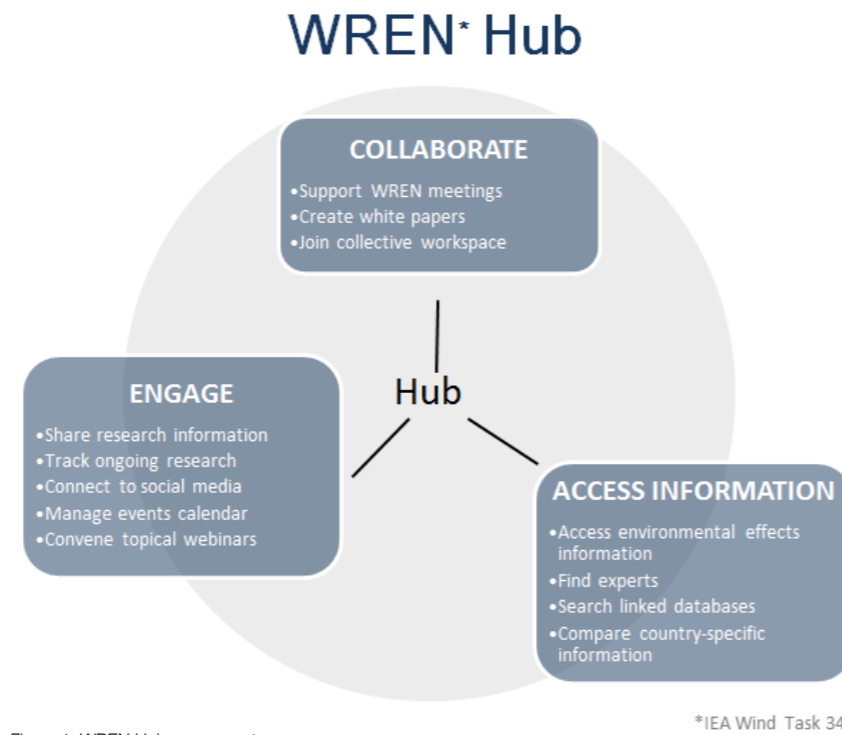 WREN* Hub
COLLABORATE
•Support WREN meetings
•Create white papers
•Join collective workspace
Hub
ENGAGE
•Share research information
•Track ongoing research
•Connect to social media
•Manage events calendar
•Convene topical webinars
ACCESS INFORMATION
•Access environmental effects
information
•Find experts
•Search linked databases
•Compare country-specific
information
*IEA Wind Task 34